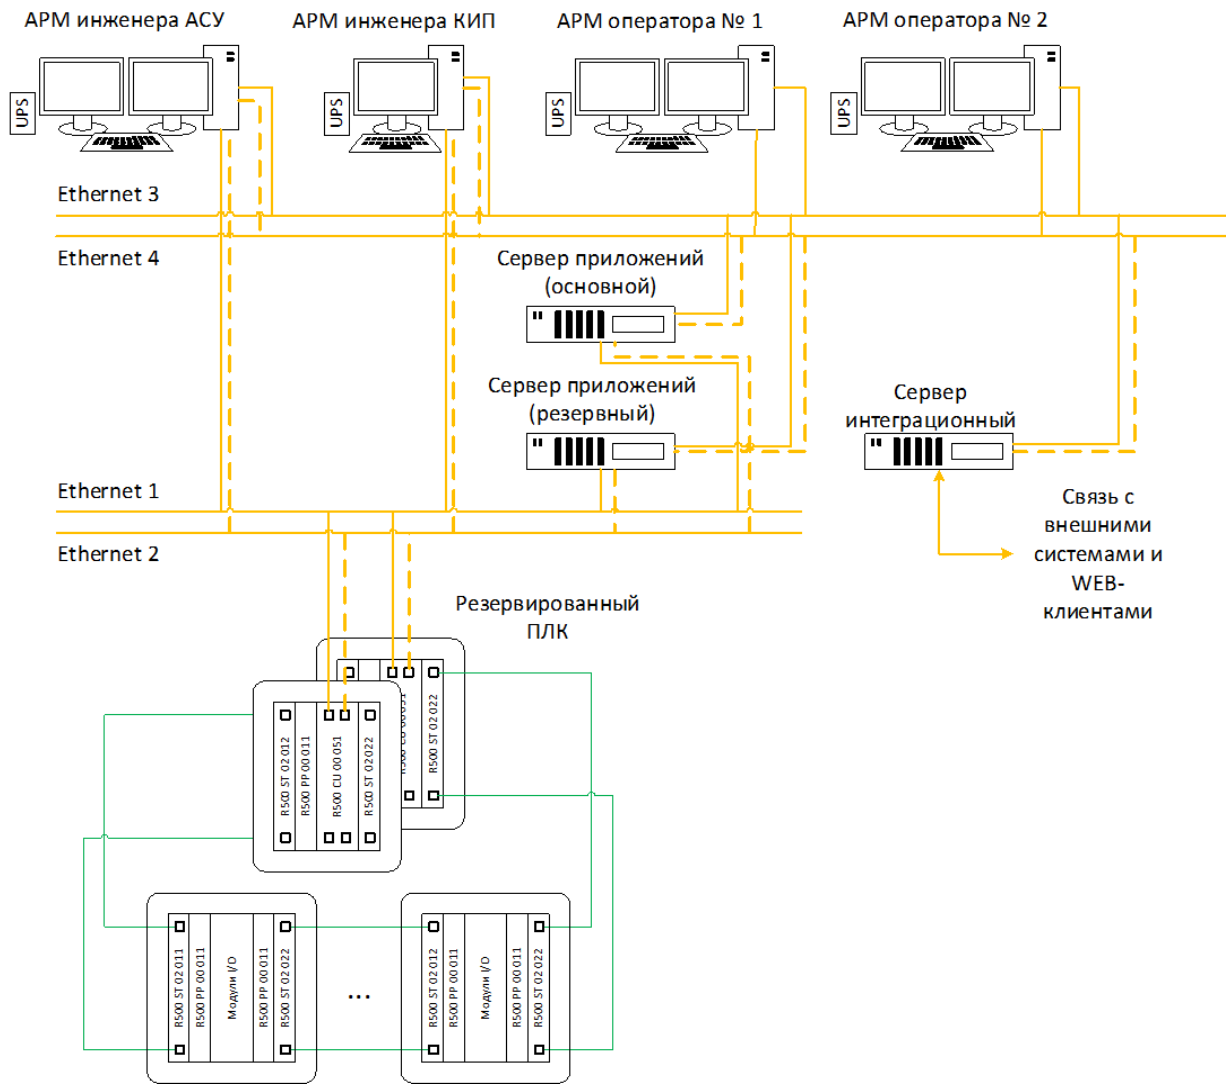 АРМ инженера АСУ
АРМ инженера КИП
АРМ оператора № 1
АРМ оператора № 2
UPS
UPS
UPS
UPS
Ethernet 3
Ethernet 4
Сервер приложений
(основной)
Сервер приложений
(резервный)
Сервер
интеграционный
Ethernet 1
Ethernet 2
Связь с
внешними
системами и
WEB-
клиентами
Резервированный
ПЛК
R500 ST 02 012
R500 PP 00 011
R500 CU 00 051
R500 ST 02 022
R500 CU 00 051
R500 ST 02 022
R500 ST 02 011
R500 PP 00 011
Модули I/O
R500 PP 00 011
R500 ST 02 022
...
R500 ST 02 012
R500 PP 00 011
Модули I/O
R500 PP 00 011
R500 ST 02 022